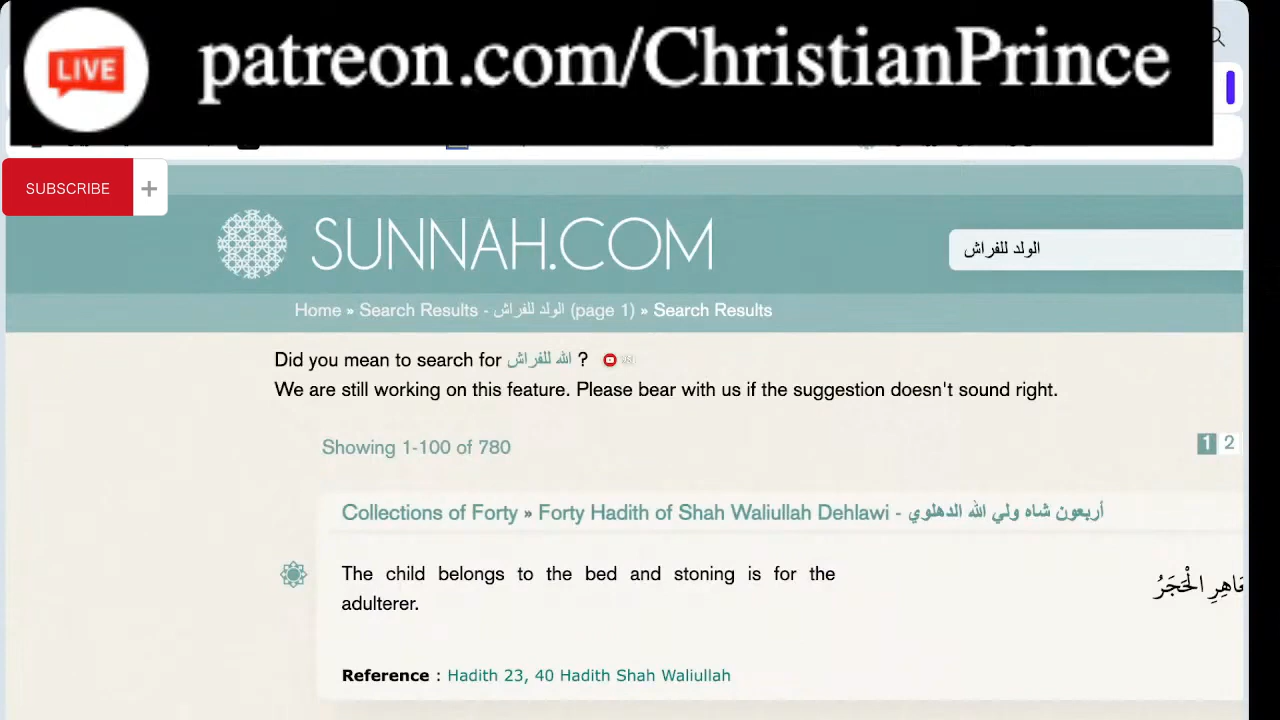 LIVE patreon.com/ChristianPrince
SUBSCRIBE +
SUNNAH.COM
الولد للفراش
Home » Search Results - الولد للفراش (page 1) » Search Results
Did you mean to search for الله للفراش ?
We are still working on this feature. Please bear with us if the suggestion doesn't sound right.
Showing 1-100 of 780
1 2
Collections of Forty » Forty Hadith of Shah Waliullah Dehlawi - أربعون شاه ولي الله الدهلوي
The child belongs to the bed and stoning is for the
adulterer.
عَاهِرِ الْحَجَرُ
Reference : Hadith 23, 40 Hadith Shah Waliullah